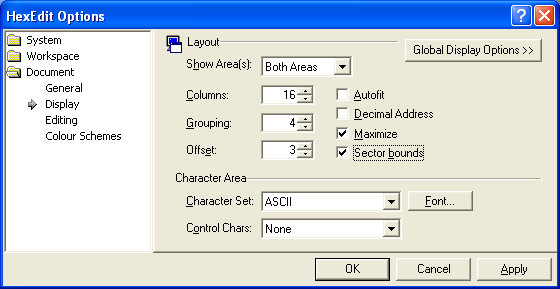 HexEdit Options
System
Workspace
Document
General
Display
Editing
Colour Schemes
Layout
Global Display Options >>
Show Area(s): Both Areas
Columns: 16 Autofit
Decimal Address
Grouping: 4
Maximize
Offset: 3 Sector bounds
Character Area
Character Set: ASCII Font...
Control Chars: None
OK Cancel Apply